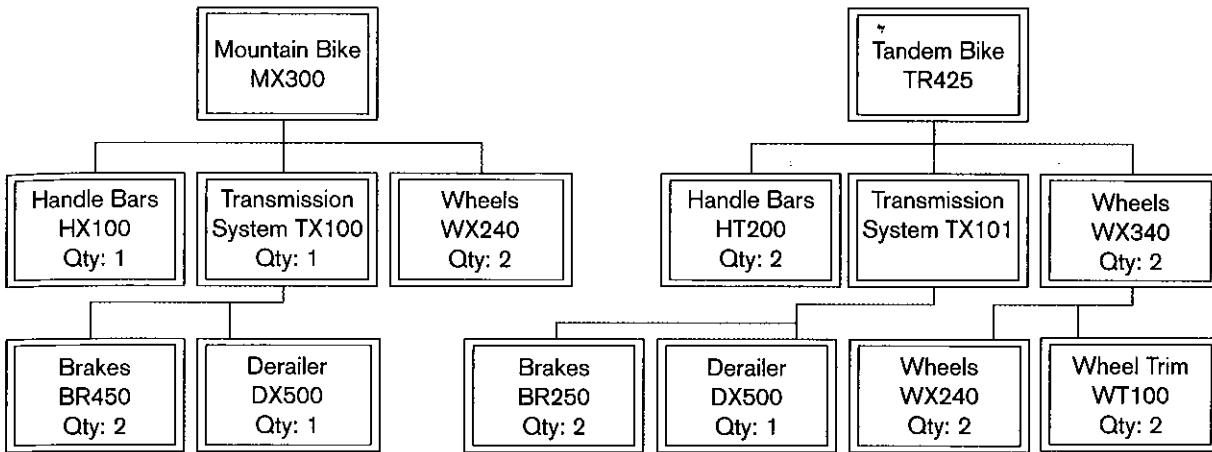 Mountain Bike
MX300
Tandem Bike
TR425
Handle Bars
HX100
Qty: 1
Transmission
System TX100
Qty: 1
Wheels
WX240
Qty: 2
Handle Bars
HT200
Qty: 2
Transmission
System TX101
Wheels
WX340
Qty: 2
Brakes
BR450
Qty: 2
Derailer
DX500
Qty: 1
Brakes
BR250
Qty: 2
Derailer
DX500
Qty: 1
Wheels
WX240
Qty: 2
Wheel Trim
WT100
Qty: 2